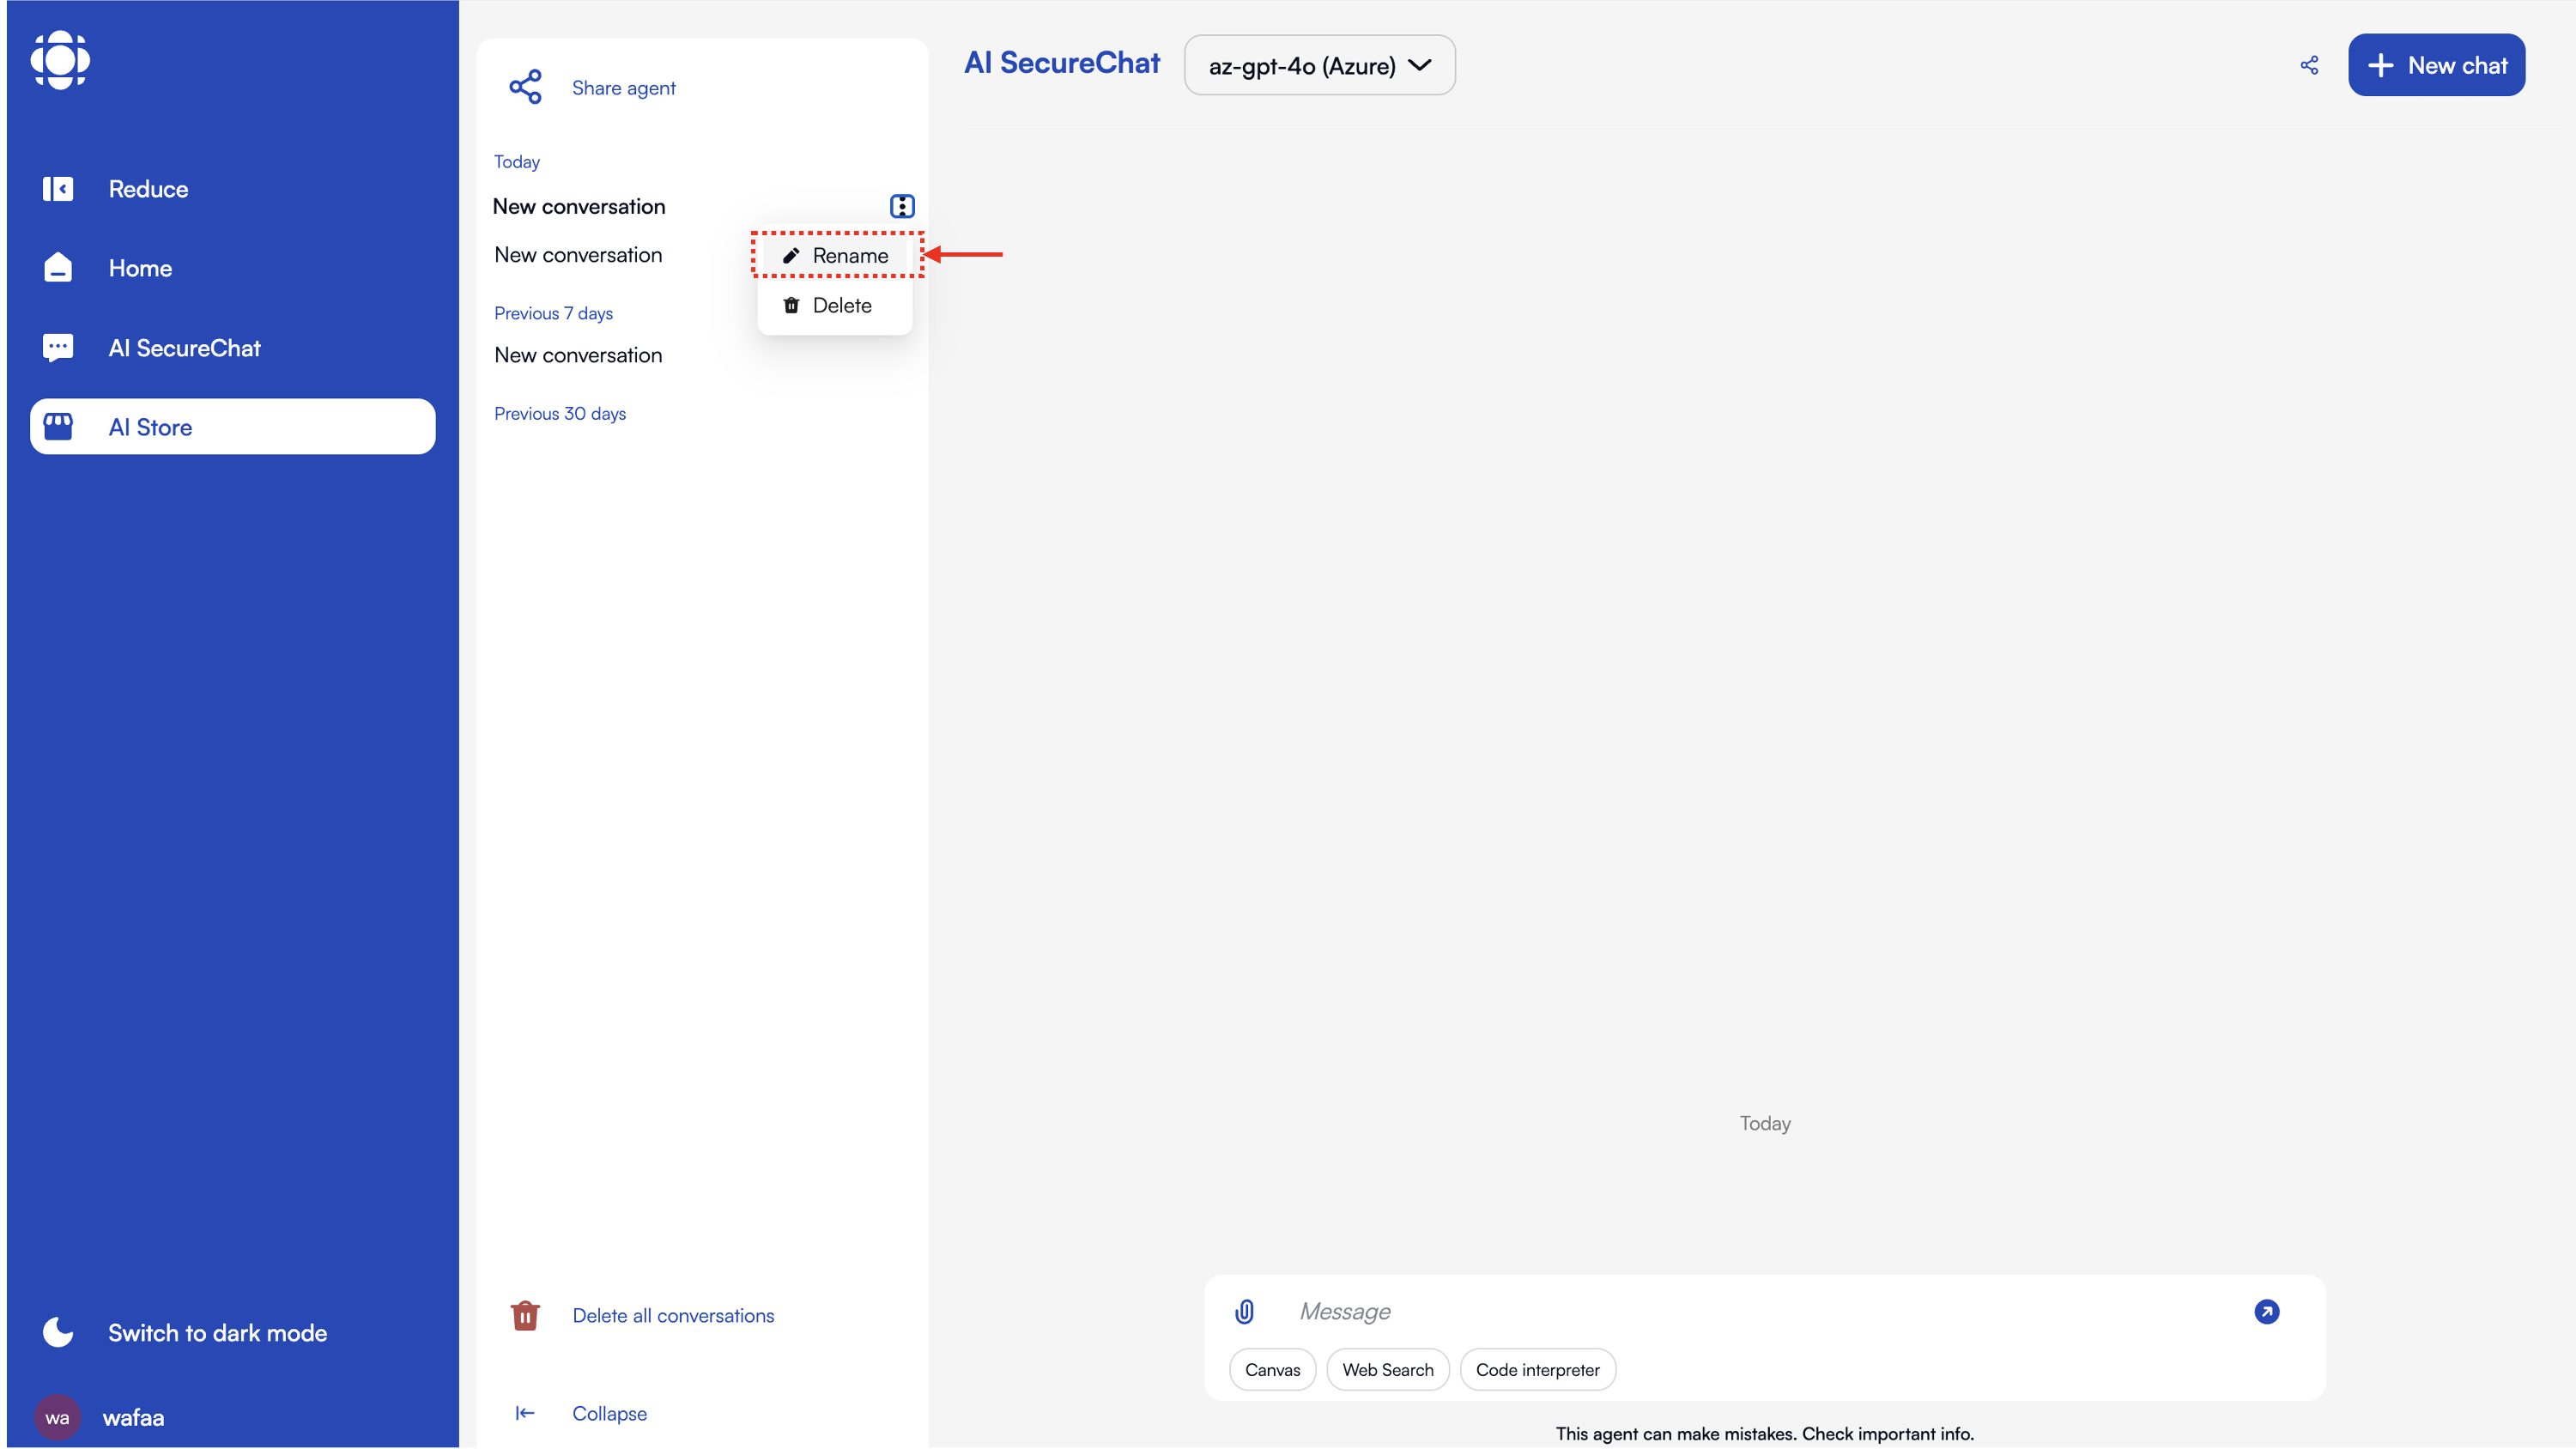 Reduce
Home
AI SecureChat
AI Store
Switch to dark mode
wa
wafaa
Share agent
Today
New conversation
New conversation
Rename
Delete
Previous 7 days
New conversation
Previous 30 days
Delete all conversations
Collapse
AI SecureChat
az-gpt-4o (Azure)
New chat
Today
Message
Canvas
Web Search
Code interpreter
This agent can make mistakes. Check important info.